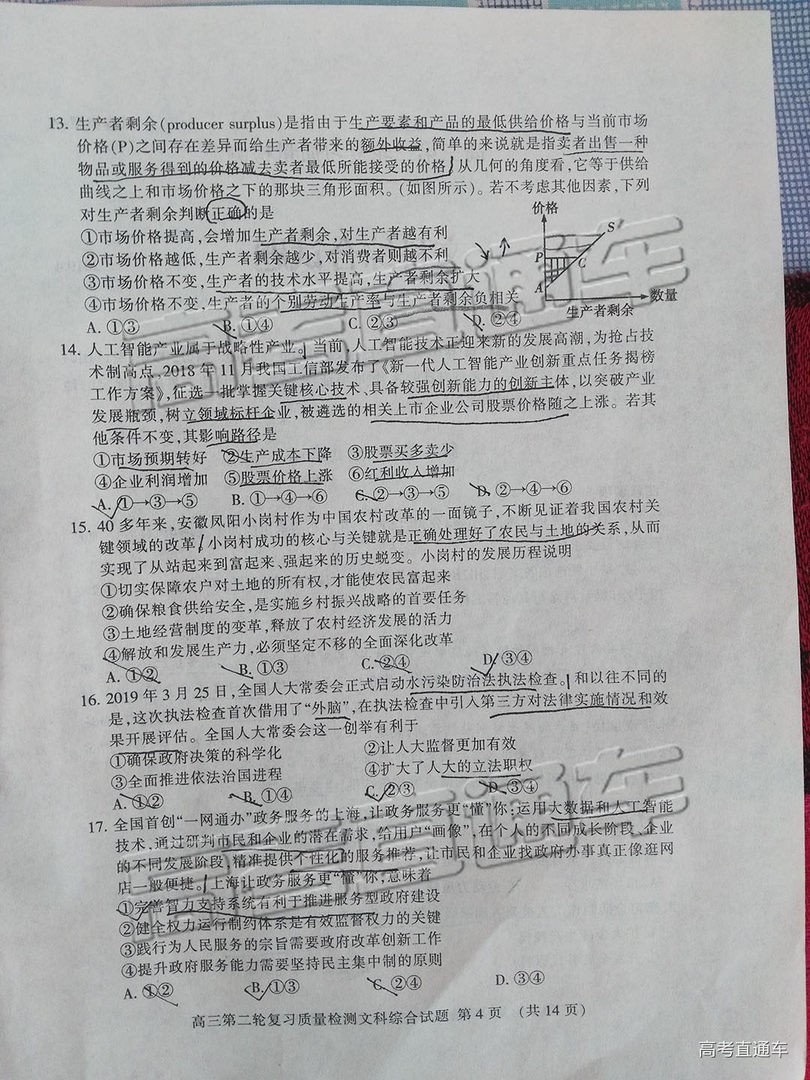 13. 生产者剩余(producer surplus)是指由于生产要素和产品的最低供给价格与当前市场
价格(P)之间存在差异而给生产者带来的额外收益,简单的来说就是指卖者出售一种
物品或服务得到的价格减去卖者最低所能接受的价格,从几何的角度看,它等于供给
曲线之上和市场价格之下的那块三角形面积。(如图所示)。若不考虑其他因素,下列
对生产者剩余判断正确的是
①市场价格提高,会增加生产者剩余,对生产者越有利
②市场价格越低,生产者剩余越少,对消费者则越不利
③市场价格不变,生产者的技术水平提高,生产者剩余扩大
④市场价格不变,生产者的个别劳动生产率与生产者剩余负相关
A. ①③ B. ①④ C. ②③ D. ②④
价格
S
P
C
A
数量
生产者剩余
14. 人工智能产业属于战略性产业。当前,人工智能技术正迎来新的发展高潮,为抢占技
术制高点,2018 年 11 月我国工信部发布了《新一代人工智能产业创新重点任务揭榜
工作方案》,征选一批掌握关键核心技术、具备较强创新能力的创新主体,以突破产业
发展瓶颈,树立领域标杆企业,被遴选的相关上市企业公司股票价格随之上涨。若其
他条件不变,其影响路径是
①市场预期转好 ②生产成本下降 ③股票买多卖少
④企业利润增加 ⑤股票价格上涨 ⑥红利收入增加
A. ①→③→⑤ B. ①→④→⑥ C. ②→③→⑤ D. ②→④→⑥
15. 40 多年来,安徽凤阳小岗村作为中国农村改革的一面镜子,不断见证着我国农村关
键领域的改革,小岗村成功的核心与关键就是正确处理好了农民与土地的关系,从而
实现了从站起来到富起来、强起来的历史蜕变。小岗村的发展历程说明
①切实保障农户对土地的所有权,才能使农民富起来
②确保粮食供给安全,是实施乡村振兴战略的首要任务
③土地经营制度的变革,释放了农村经济发展的活力
④解放和发展生产力,必须坚定不移的全面深化改革
A. ①② B. ①③ C. ②④ D. ③④
16. 2019 年 3 月 25 日,全国人大常委会正式启动水污染防治法执法检查。和以往不同的
是,这次执法检查首次借用了“外脑”,在执法检查中引入第三方对法律实施情况和效
果开展评估。全国人大常委会这一创举有利于
①确保政府决策的科学化 ②让人大监督更加有效
③全面推进依法治国进程 ④扩大了人大的立法职权
A. ①② B. ①④ C. ②③ D. ③④
17. 全国首创“一网通办”政务服务的上海,让政务服务更“懂”你:运用大数据和人工智能
技术,通过研判市民和企业的潜在需求,给用户“画像”,在个人的不同成长阶段、企业
的不同发展阶段,精准提供个性化的服务推荐,让市民和企业找政府办事真正像逛网
店一般便捷。上海让政务服务更“懂”你,意味着
①完善智力支持系统有利于推进服务型政府建设
②健全权力运行制约体系是有效监督权力的关键
③践行为人民服务的宗旨需要政府改革创新工作
④提升政府服务能力需要坚持民主集中制的原则
A. ①② B. ①③ C. ②④ D. ③④
高三第二轮复习质量检测文科综合试题 第 4 页 (共 14 页)
高考直通车
高考直通车
高考直通车